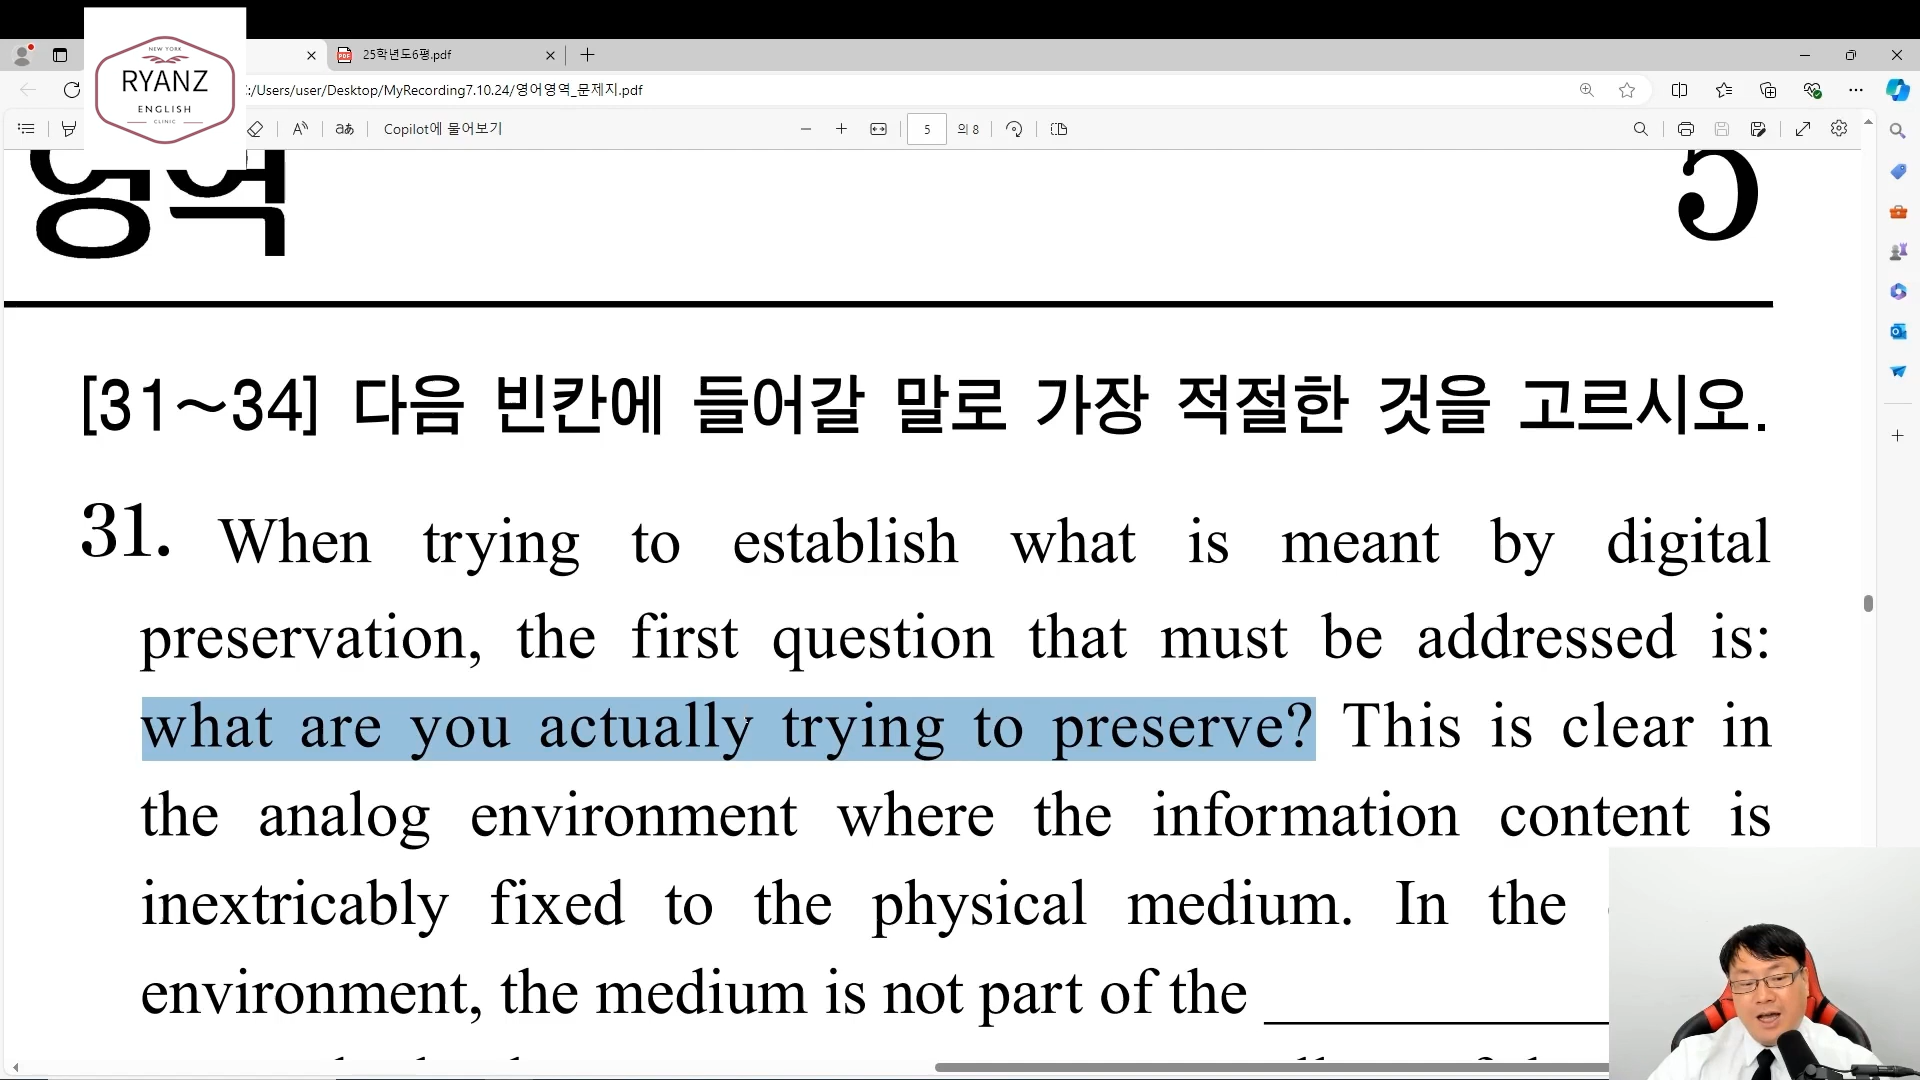 NEW YORK
RYANZ
ENGLISH
CLINIC
25학년도6평.pdf
:/Users/user/Desktop/MyRecording7.10.24/영어영역_문제지.pdf
Copilot에 물어보기
5
의 8
영역
5
[31～34] 다음 빈칸에 들어갈 말로 가장 적절한 것을 고르시오.
31. When trying to establish what is meant by digital
preservation, the first question that must be addressed is:
what are you actually trying to preserve? This is clear in
the analog environment where the information content is
inextricably fixed to the physical medium. In the
environment, the medium is not part of the